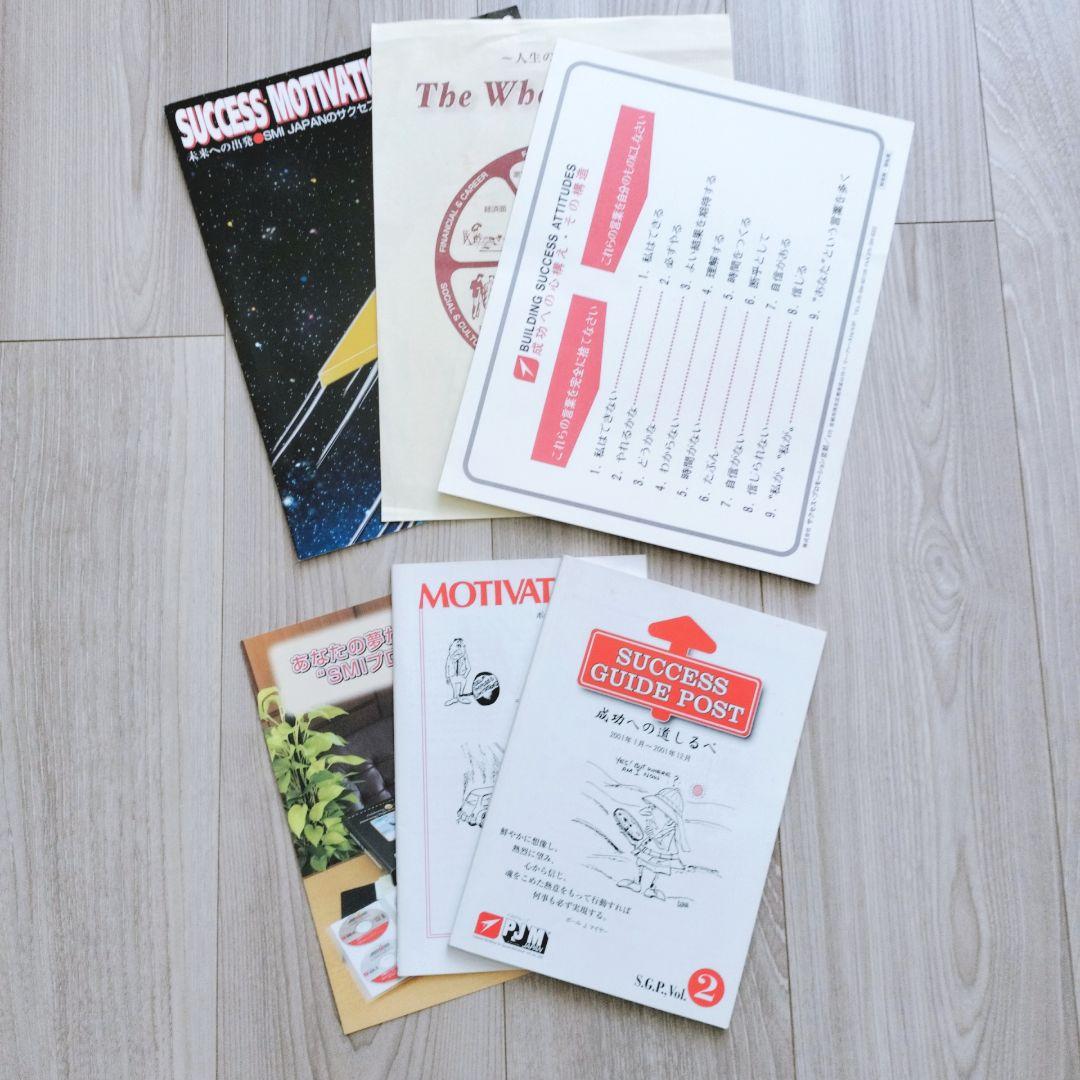 SUCCESS MOTIVATI
未来への出発●SMI JAPANのサクセス
～人生の
The Who
FINANCIAL & CAREER
経済面
SOCIAL & CULTU
BUILDING SUCCESS ATTITUDES
成功への心構え、その構造
これらの言葉を完全に捨てなさい
これらの言葉を自分のものにしなさい
1. 私はできない 1. 私はできる
2. やれるかな 2. 必ずやる
3. どうかな 3. よい結果を期待する
4. わからない 4. 理解する
5. 時間がない 5. 時間をつくる
6. たぶん 6. 断乎として
7. 自信がない 7. 自信がある
8. 信じられない 8. 信じる
9. “私が。“私が。 9. “あなた”という言葉を多く
あなたの夢が
“SMIプロ
MOTIVAT
SUCCESS
GUIDE POST
成功への道しるべ
2001年1月～2001年12月
YES! BUT WHERE
AM I NOW ?
鮮やかに想像し、
熱烈に望み、
心から信じ、
魂をこめた熱意をもって行動すれば
何事も必ず実現する。
ポール J.マイヤー
PJM
JAPAN
S.G.P., Vol. 2